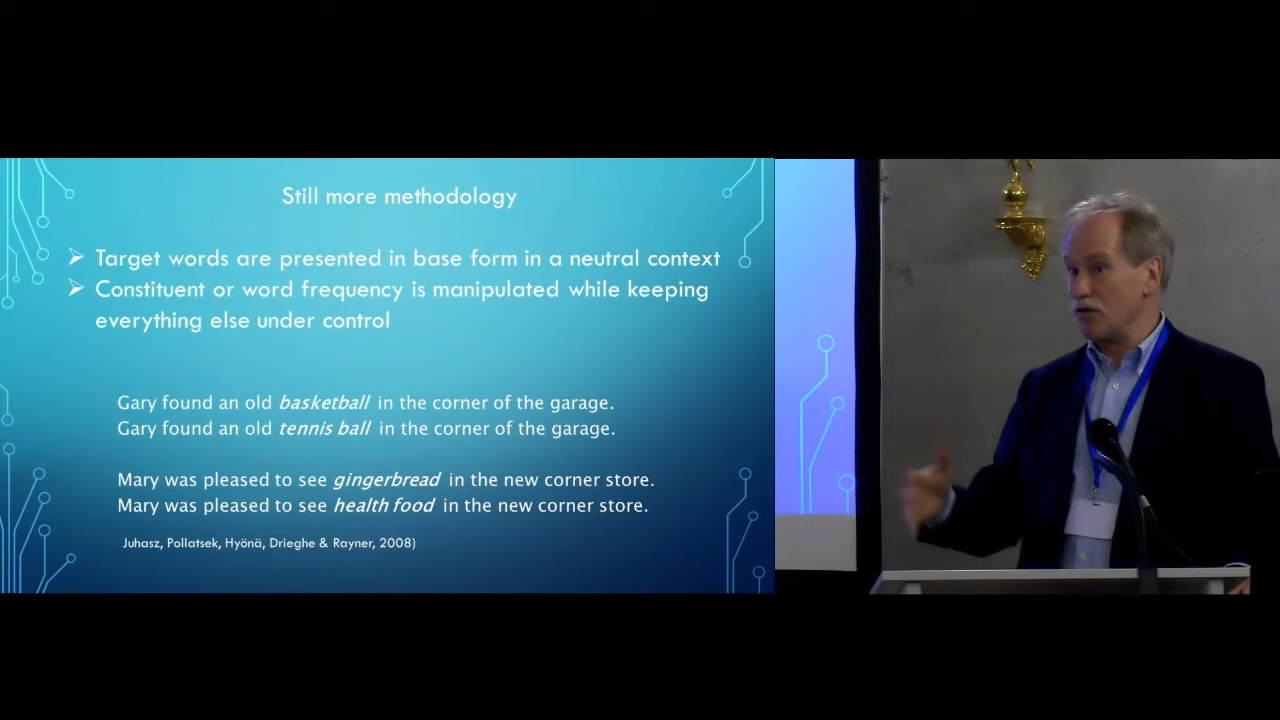 Still more methodology
Target words are presented in base form in a neutral context
Constituent or word frequency is manipulated while keeping
everything else under control
Gary found an old basketball in the corner of the garage.
Gary found an old tennis ball in the corner of the garage.
Mary was pleased to see gingerbread in the new corner store.
Mary was pleased to see health food in the new corner store.
Juhasz, Pollatsek, Hyönä, Drieghe & Rayner, 2008)